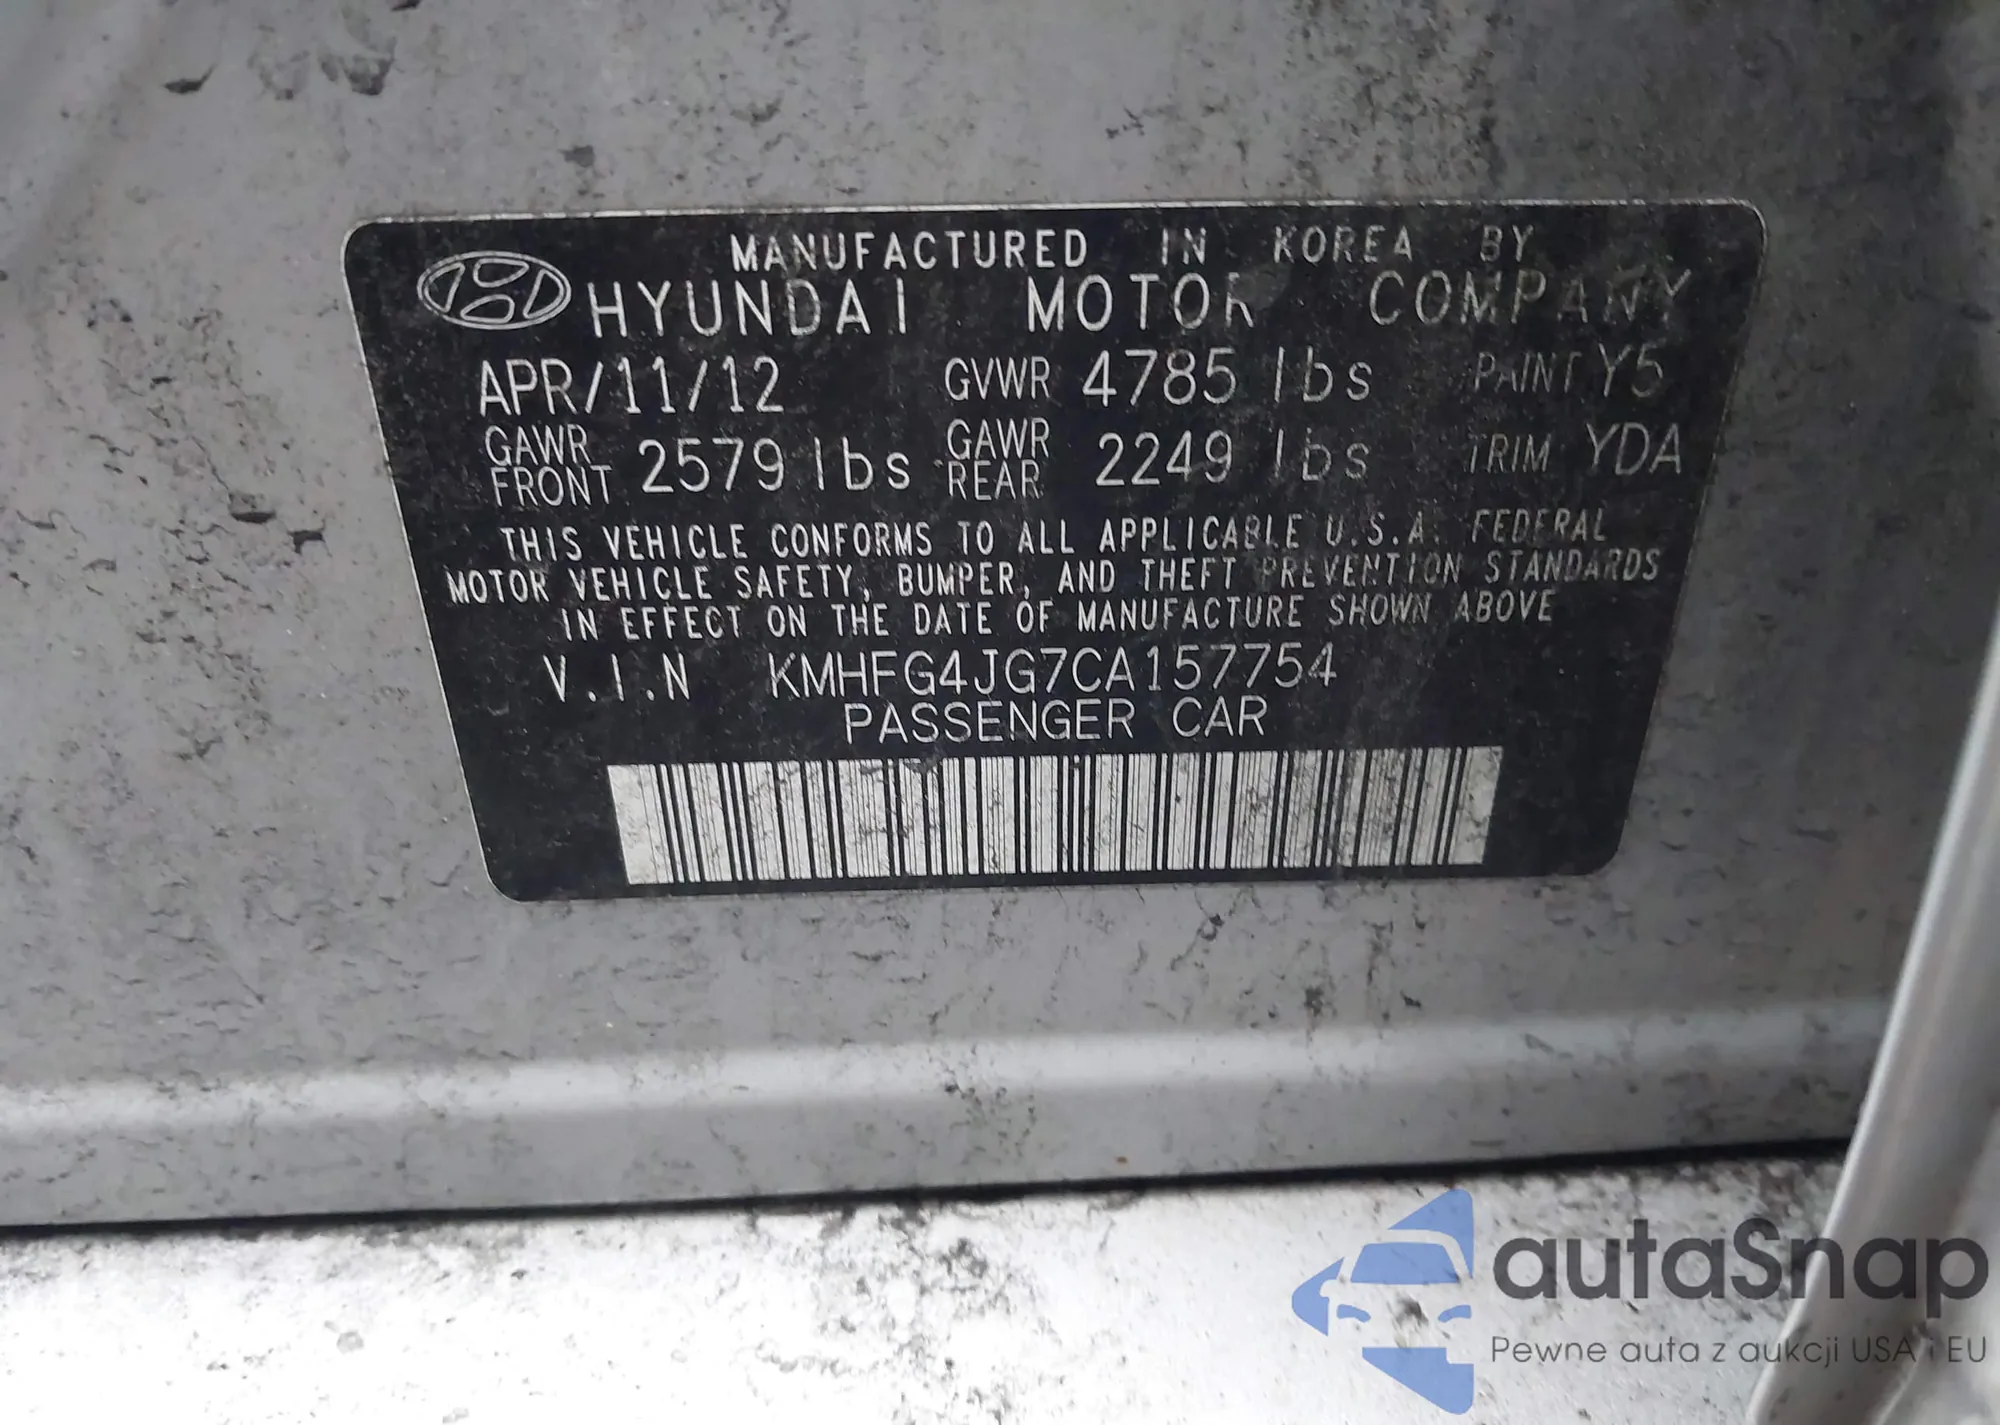 MANUFACTURED IN KOREA BY
HYUNDAI MOTOR COMPANY
APR/11/12 GVWR 4785 lbs PAINT Y5
GAWR FRONT 2579 lbs GAWR REAR 2249 lbs TRIM YDA
THIS VEHICLE CONFORMS TO ALL APPLICABLE U.S.A. FEDERAL
MOTOR VEHICLE SAFETY, BUMPER, AND THEFT PREVENTION STANDARDS
IN EFFECT ON THE DATE OF MANUFACTURE SHOWN ABOVE
V.I.N KMHFG4JG7CA157754
PASSENGER CAR
autaSnap
Pewne auta z aukcji USA i EU